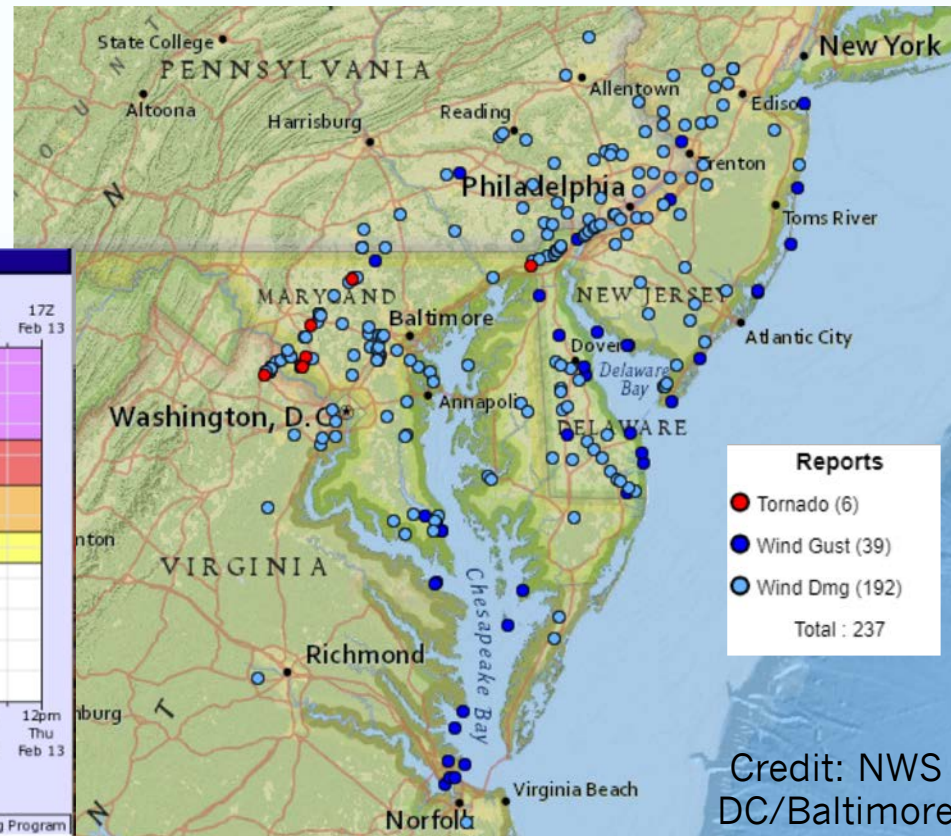 State College
New York
PENNSYLVANIA
Allentown
Altoona
Reading
Edison
Harrisburg
Trenton
Philadelphia
Toms River
17Z
Feb 13
MARYLAND
NEW JERSEY
Baltimore
Atlantic City
Dover
Delaware
Bay
Washington, D.C.
Annapolis
DELAWARE
Reports
Tornado (6)
Wind Gust (39)
Wind Dmg (192)
Total : 237
nton
VIRGINIA
Chesapeake Bay
Richmond
12pm
Thu
Feb 13
nburg
Virginia Beach
Norfolk
g Program
Credit: NWS
DC/Baltimore